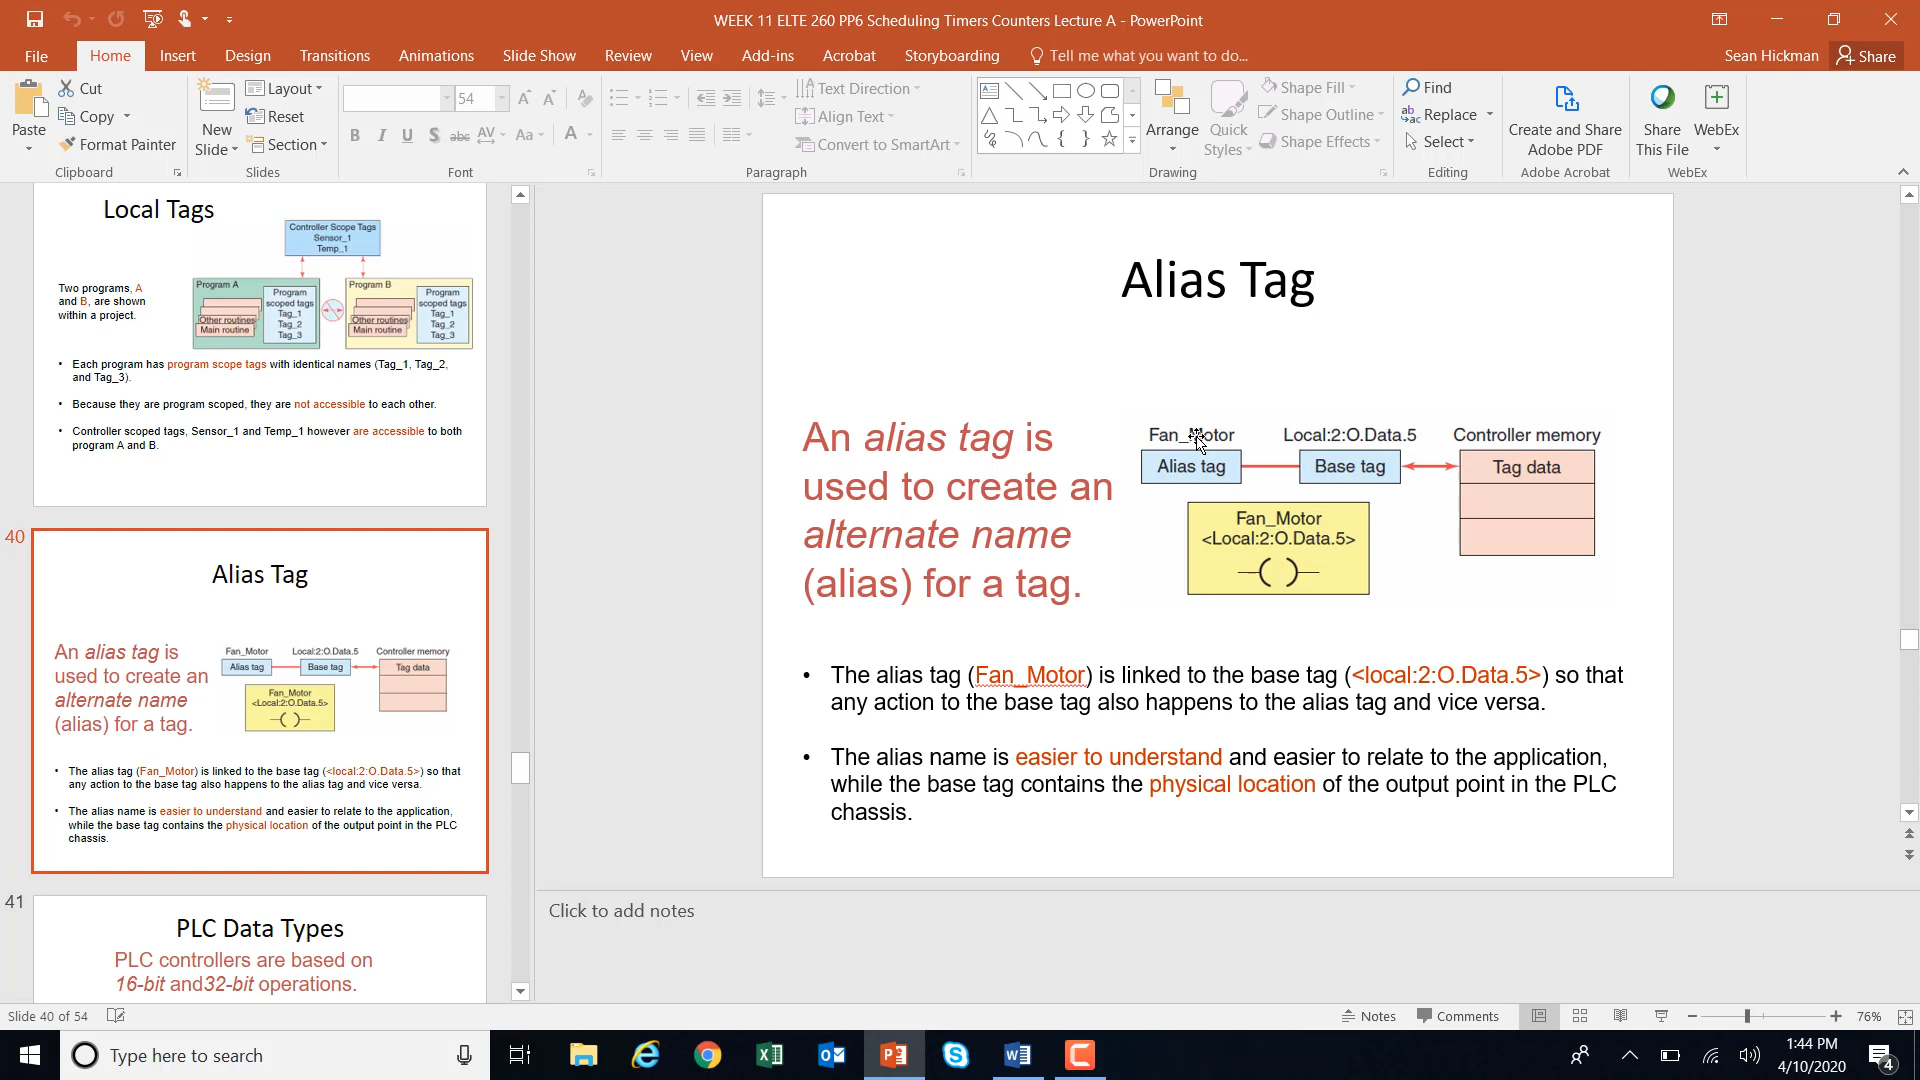 WEEK 11 ELTE 260 PP6 Scheduling Timers Counters Lecture A - PowerPoint
File Home Insert Design Transitions Animations Slide Show Review View Add-ins Acrobat Storyboarding Tell me what you want to do... Sean Hickman Share
Paste
Cut
Copy
Format Painter
Clipboard
New Slide
Layout
Reset
Section
Slides
54
B I U S abc AV Aa A
Font
Text Direction
Align Text
Convert to SmartArt
Paragraph
Arrange
Quick Styles
Shape Fill
Shape Outline
Shape Effects
Drawing
Find
Replace
Select
Editing
Create and Share
Adobe PDF
Adobe Acrobat
Share
This File
WebEx
WebEx
Local Tags
Controller Scope Tags
Sensor_1
Temp_1
Two programs, A
and B, are shown
within a project.
Program A
Other routines
Main routine
Program
scoped tags
Tag_1
Tag_2
Tag_3
Program B
Other routines
Main routine
Program
scoped tags
Tag_1
Tag_2
Tag_3
• Each program has program scope tags with identical names (Tag_1, Tag_2,
and Tag_3).
• Because they are program scoped, they are not accessible to each other.
• Controller scoped tags, Sensor_1 and Temp_1 however are accessible to both
program A and B.
40
Alias Tag
An alias tag is
used to create an
alternate name
(alias) for a tag.
Fan_Motor Local:2:O.Data.5 Controller memory
Alias tag Base tag Tag data
Fan_Motor
<Local:2:O.Data.5>
• The alias tag (Fan_Motor) is linked to the base tag (<local:2:O.Data.5>) so that
any action to the base tag also happens to the alias tag and vice versa.
• The alias name is easier to understand and easier to relate to the application,
while the base tag contains the physical location of the output point in the PLC
chassis.
41
PLC Data Types
PLC controllers are based on
16-bit and32-bit operations.
Alias Tag
An alias tag is
used to create an
alternate name
(alias) for a tag.
Fan_Motor Local:2:O.Data.5 Controller memory
Alias tag Base tag Tag data
Fan_Motor
<Local:2:O.Data.5>
• The alias tag (Fan_Motor) is linked to the base tag (<local:2:O.Data.5>) so that
any action to the base tag also happens to the alias tag and vice versa.
• The alias name is easier to understand and easier to relate to the application,
while the base tag contains the physical location of the output point in the PLC
chassis.
Click to add notes
Slide 40 of 54 Notes Comments 76%
Type here to search
1:44 PM
4/10/2020
4